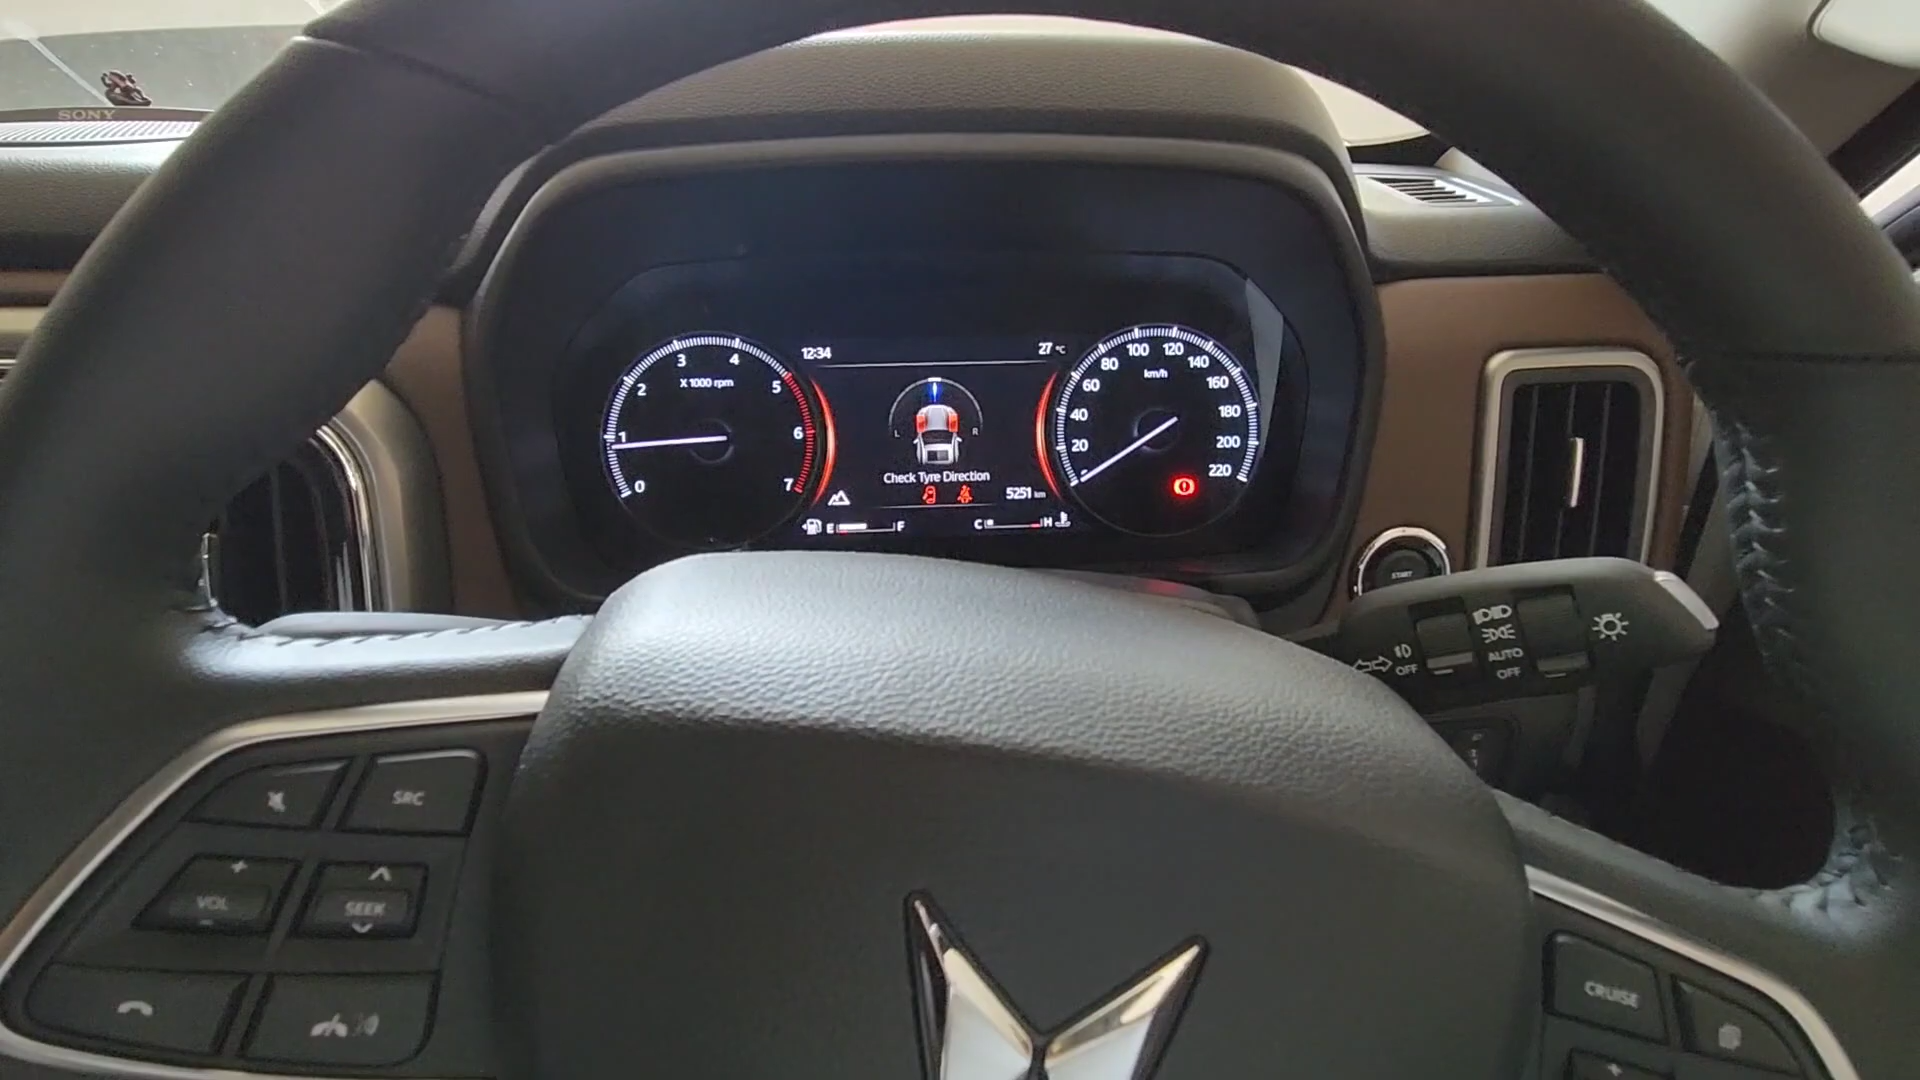 SONY
12:34
27 °C
0 1 2 3 4 5 6 7
X 1000 rpm
L R
Check Tyre Direction
5251 km
E F
C H
20 40 60 80 100 120 140 160 180 200 220
km/h
START
OFF
AUTO
OFF
SRC
+
VOL
-
SEEK
CRUISE
+